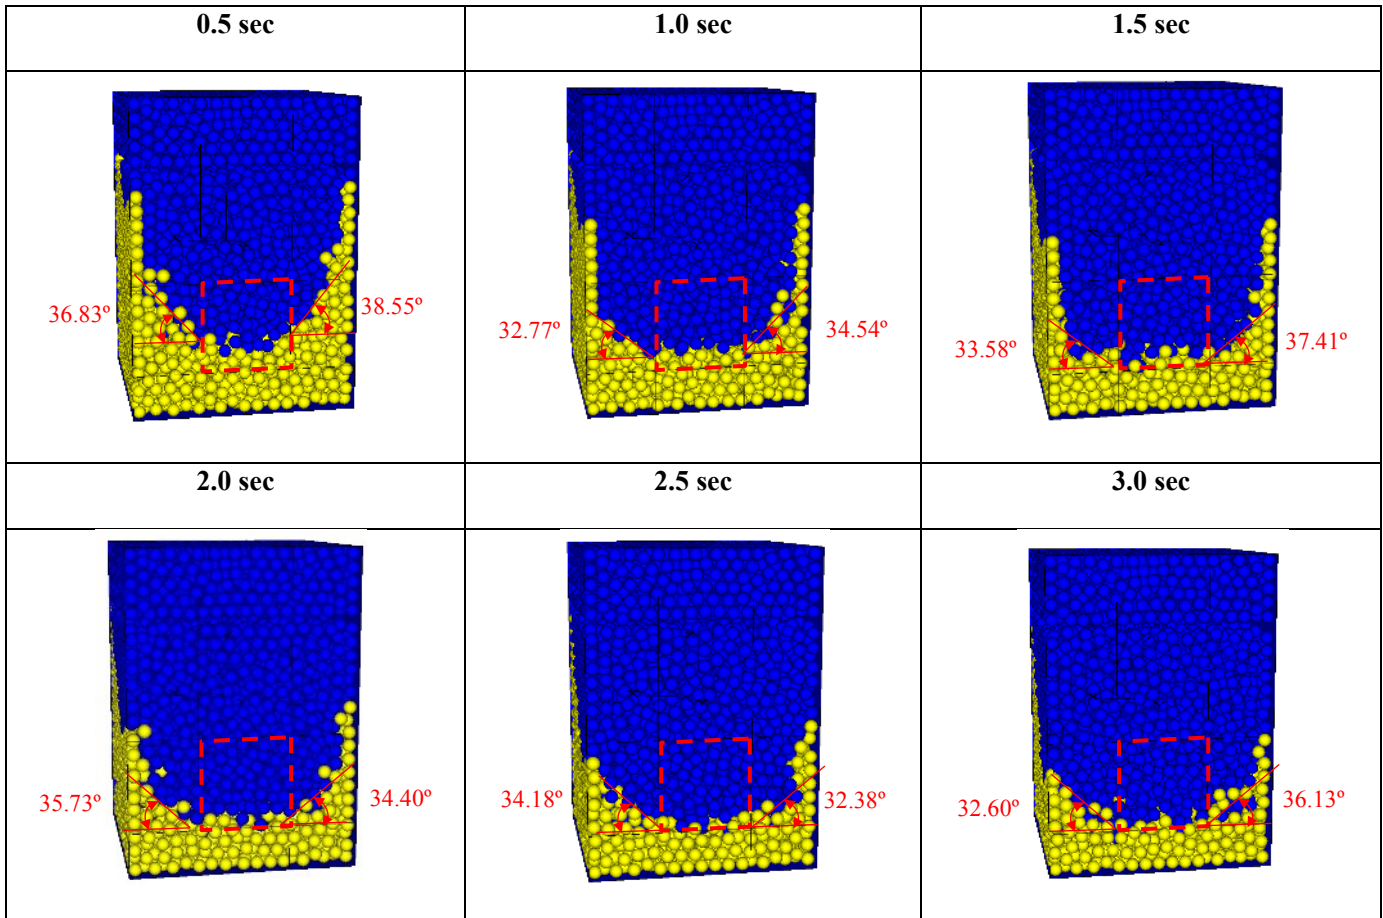 0.5 sec
1.0 sec
1.5 sec
36.83º
38.55º
32.77º
34.54º
33.58º
37.41º
2.0 sec
2.5 sec
3.0 sec
35.73º
34.40º
34.18º
32.38º
32.60º
36.13º